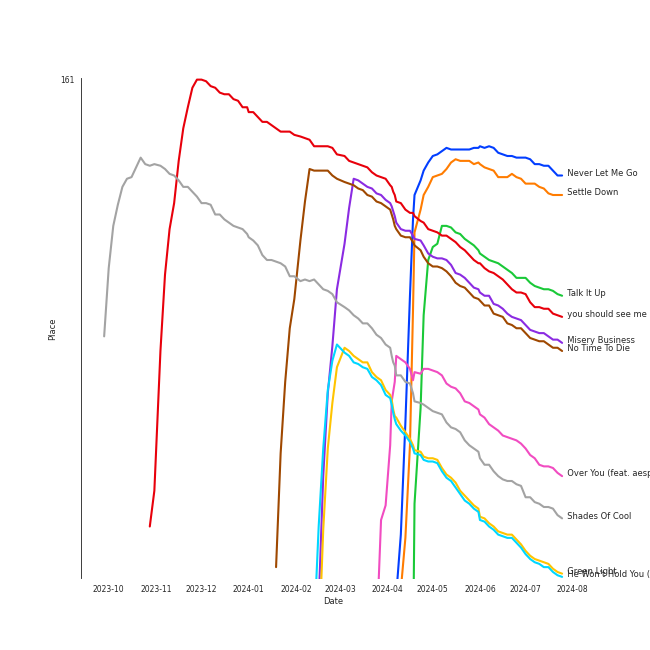 161
Never Let Me Go
Settle Down
Talk It Up
you should see me
Misery Business
No Time To Die
Over You (feat. aesp
Shades Of Cool
Green Light
He Won't Hold You (
Place
2023-10 2023-11 2023-12 2024-01 2024-02 2024-03 2024-04 2024-05 2024-06 2024-07 2024-08
Date